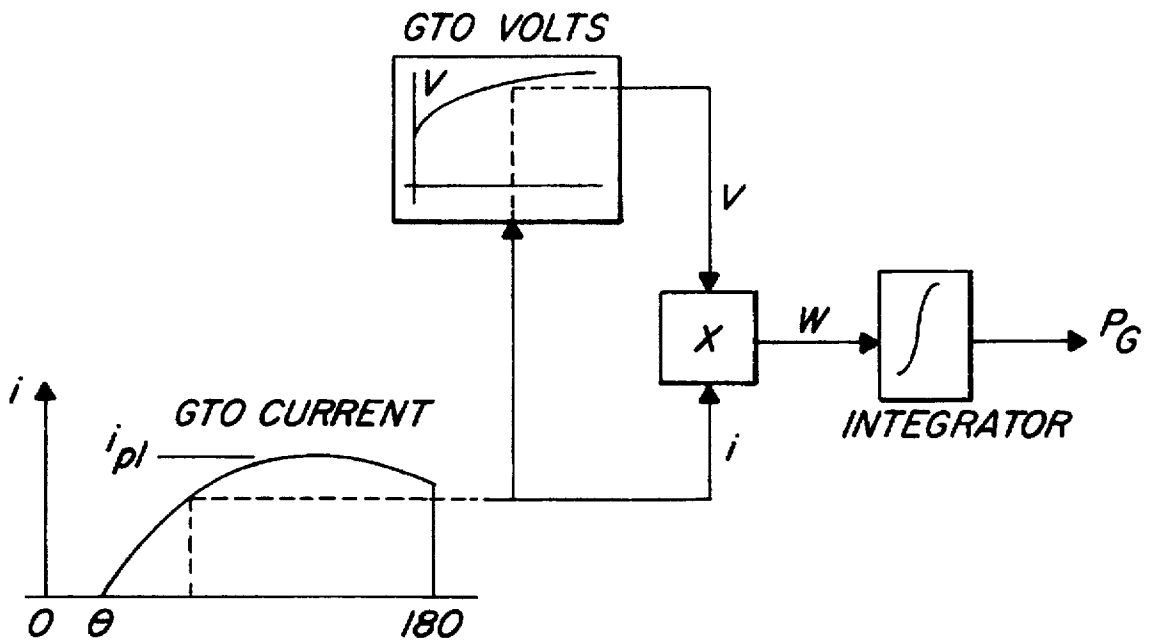 GTO VOLTS
V
V
X
W
∫
P_G
INTEGRATOR
i
i
GTO CURRENT
i_pl
0 θ 180